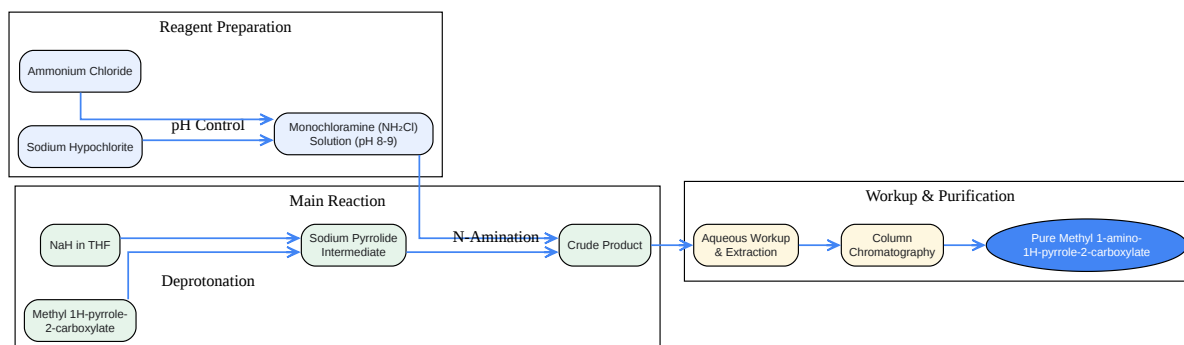 Reagent Preparation
Ammonium Chloride
pH Control
Sodium Hypochlorite
Monochloramine (NH₂Cl)
Solution (pH 8-9)
Main Reaction
NaH in THF
Sodium Pyrrolide
Intermediate
N-Amination
Crude Product
Deprotonation
Methyl 1H-pyrrole-
2-carboxylate
Workup & Purification
Aqueous Workup
& Extraction
Column
Chromatography
Pure Methyl 1-amino-
1H-pyrrole-2-carboxylate